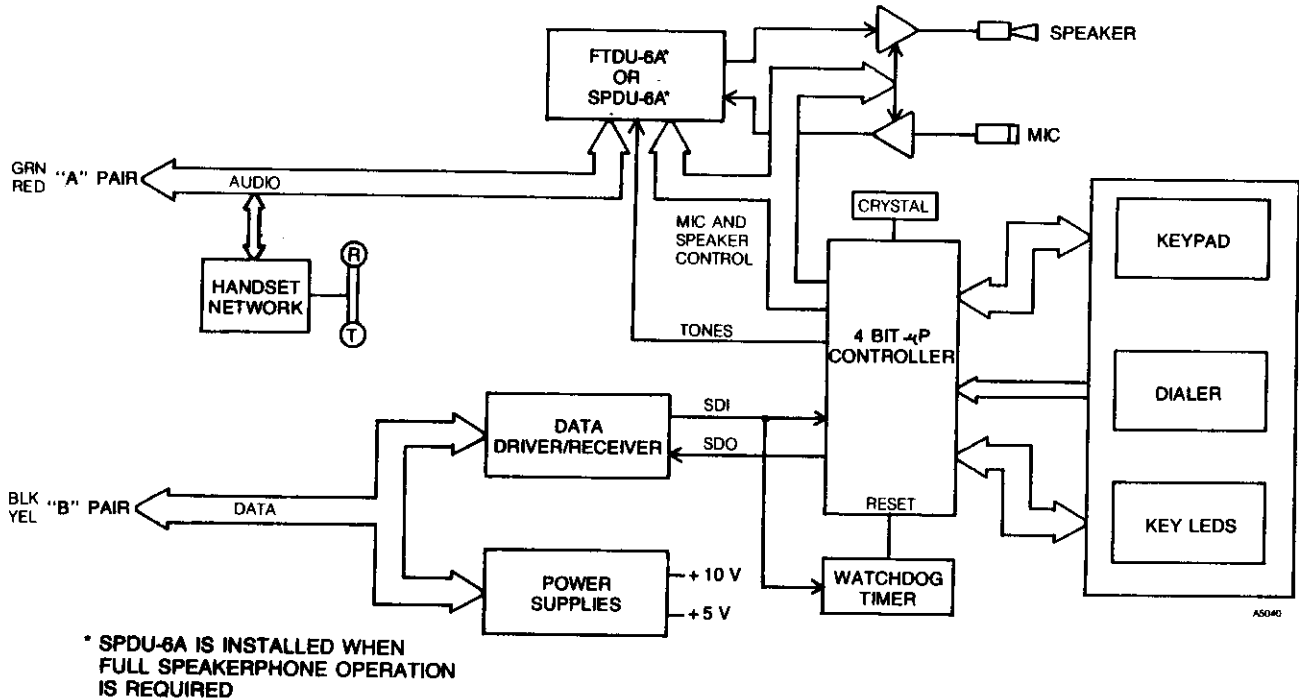 FTDU-6A*
OR
SPDU-6A*
SPEAKER
MIC
GRN
RED "A" PAIR
AUDIO
HANDSET
NETWORK
R
T
MIC AND
SPEAKER
CONTROL
TONES
CRYSTAL
4 BIT-µP
CONTROLLER
RESET
KEYPAD
DIALER
KEY LEDS
DATA
DRIVER/RECEIVER
SDI
SDO
BLK
YEL "B" PAIR
DATA
POWER
SUPPLIES
+ 10 V
+ 5 V
WATCHDOG
TIMER
A5040
* SPDU-6A IS INSTALLED WHEN
FULL SPEAKERPHONE OPERATION
IS REQUIRED